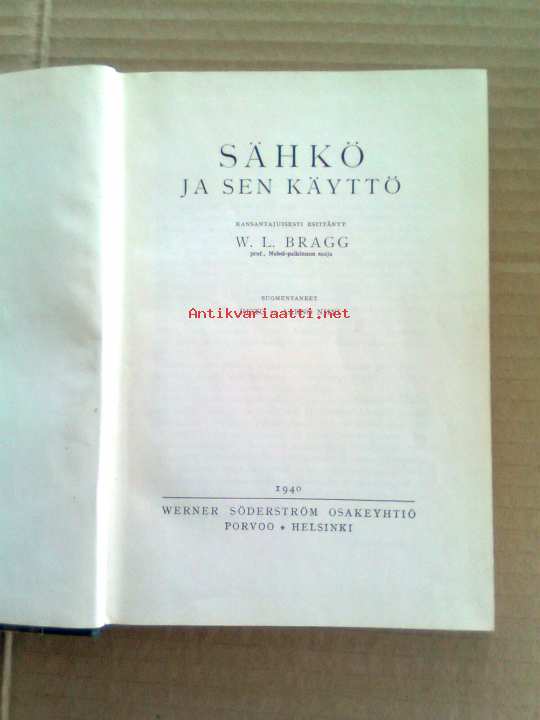 SÄHKÖ
JA SEN KÄYTTÖ
KANSANTAJUISESTI ESITTÄNYT
W. L. BRAGG
prof., Nobel-palkinnon saaja
SUOMENTANEET
Antikvariaatti.net
1940
WERNER SÖDERSTRÖM OSAKEYHTIÖ
PORVOO + HELSINKI